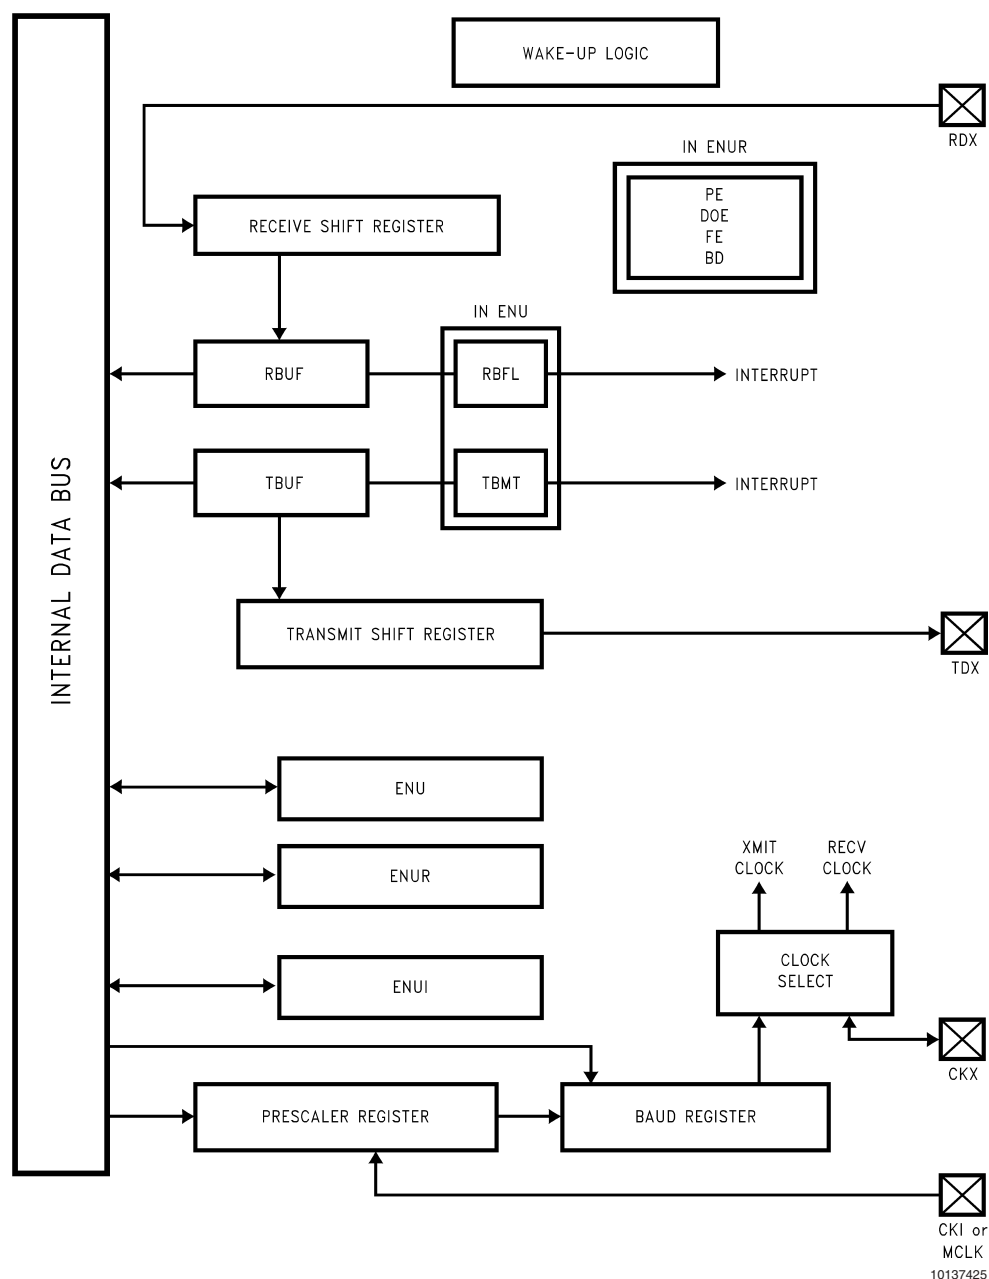 WAKE-UP LOGIC
RDX
IN ENUR
PE
DOE
FE
BD
RECEIVE SHIFT REGISTER
IN ENU
RBUF
RBFL
INTERRUPT
TBUF
TBMT
INTERRUPT
INTERNAL DATA BUS
TRANSMIT SHIFT REGISTER
TDX
ENU
XMIT
CLOCK
RECV
CLOCK
ENUR
CLOCK
SELECT
ENUI
CKX
PRESCALER REGISTER
BAUD REGISTER
CKI or
MCLK
10137425